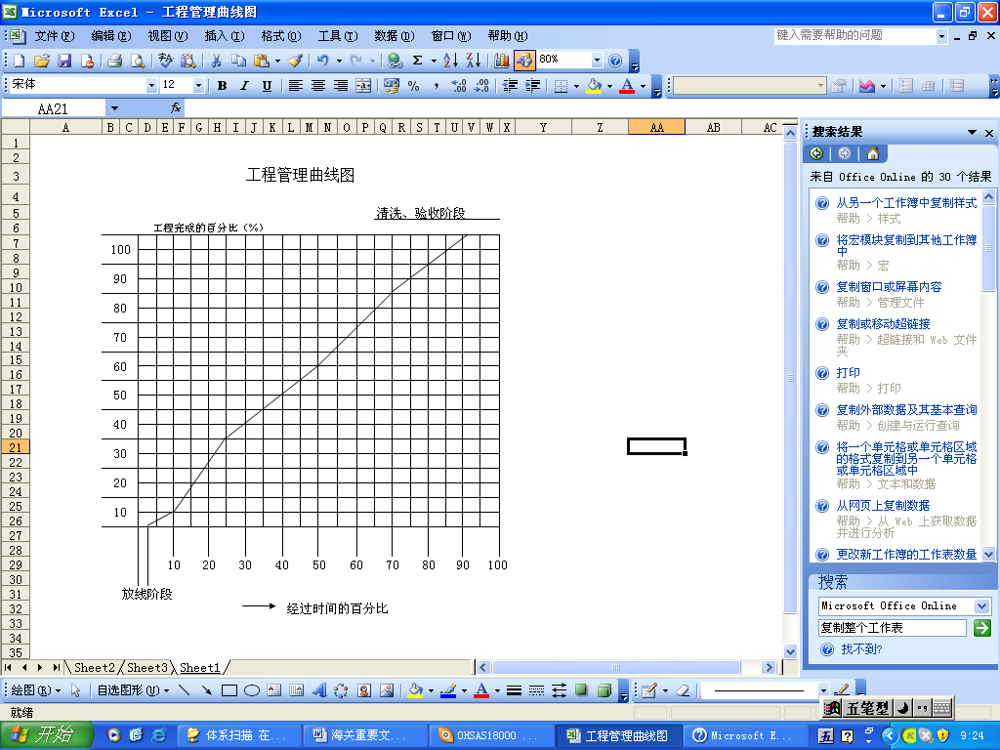 Microsoft Excel - 工程管理曲线图
文件(F) 编辑(E) 视图(V) 插入(I) 格式(O) 工具(T) 数据(D) 窗口(W) 帮助(H)
键入需要帮助的问题
80%
宋体 12 B I U
AA21 fx
A B C D E F G H I J K L M N O P Q R S T U V W X Y Z AA AB AC
1
2
3
4
5
6
7
8
9
10
11
12
13
14
15
16
17
18
19
20
21
22
23
24
25
26
27
28
29
30
31
32
33
34
35
工程管理曲线图
清洗、验收阶段
工程完成的百分比（%）
100
90
80
70
60
50
40
30
20
10
10 20 30 40 50 60 70 80 90 100
放线阶段
经过时间的百分比
搜索结果
来自 Office Online 的 30 个结果
从另一个工作簿中复制样式
帮助 > 样式
将宏模块复制到其他工作簿
中
帮助 > 宏
复制窗口或屏幕内容
帮助 > 管理文件
复制或移动超链接
帮助 > 超链接和 Web 文件
夹
打印
帮助 > 打印
复制外部数据及其基本查询
帮助 > 创建与运行查询
将一个单元格或单元格区域
的格式复制到另一个单元格
或单元格区域中
帮助 > 文本和数据
从网页上复制数据
帮助 > 从 Web 上获取数据
并进行分析
更改新工作簿的工作表数量
搜索
Microsoft Office Online
复制整个工作表
找不到?
Sheet2 Sheet3 Sheet1
绘图(R) 自选图形(U)
就绪
五笔型
开始
体系扫描 在...
海关重要文...
OHSAS18000 ...
工程管理曲线图
Microsoft E...
五
9:24